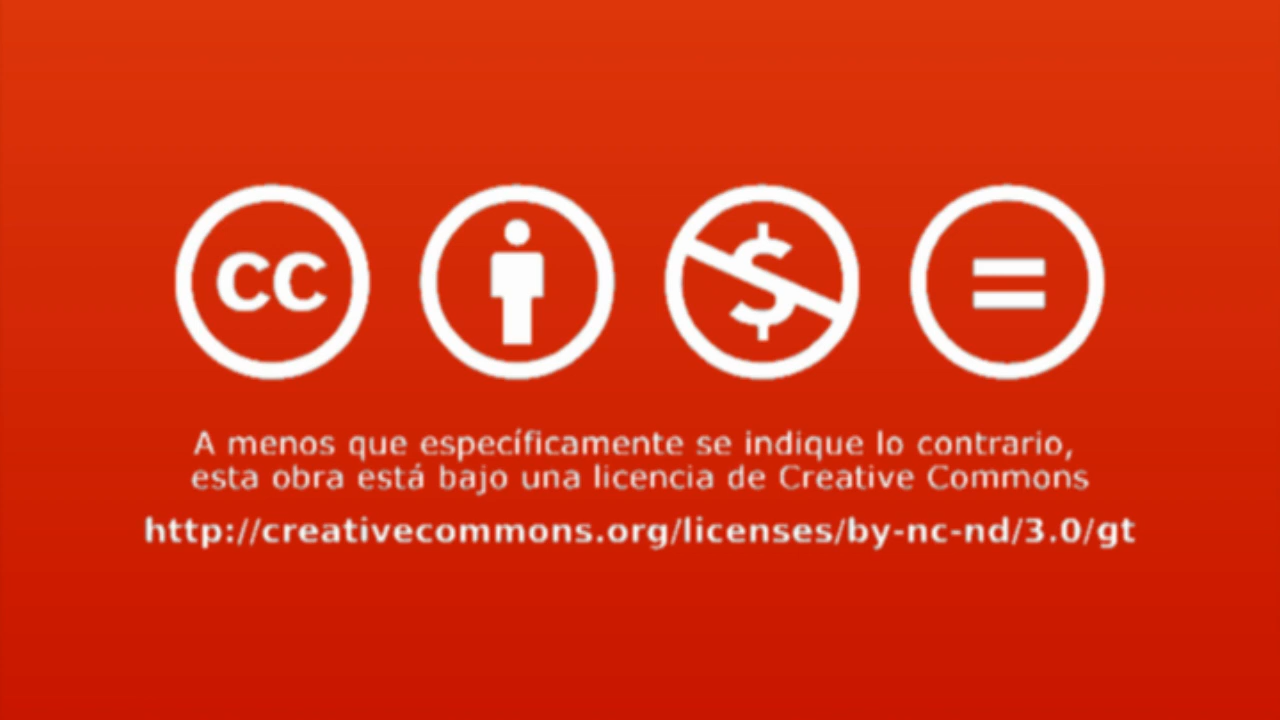 cc
A menos que específicamente se indique lo contrario,
esta obra está bajo una licencia de Creative Commons
http://creativecommons.org/licenses/by-nc-nd/3.0/gt